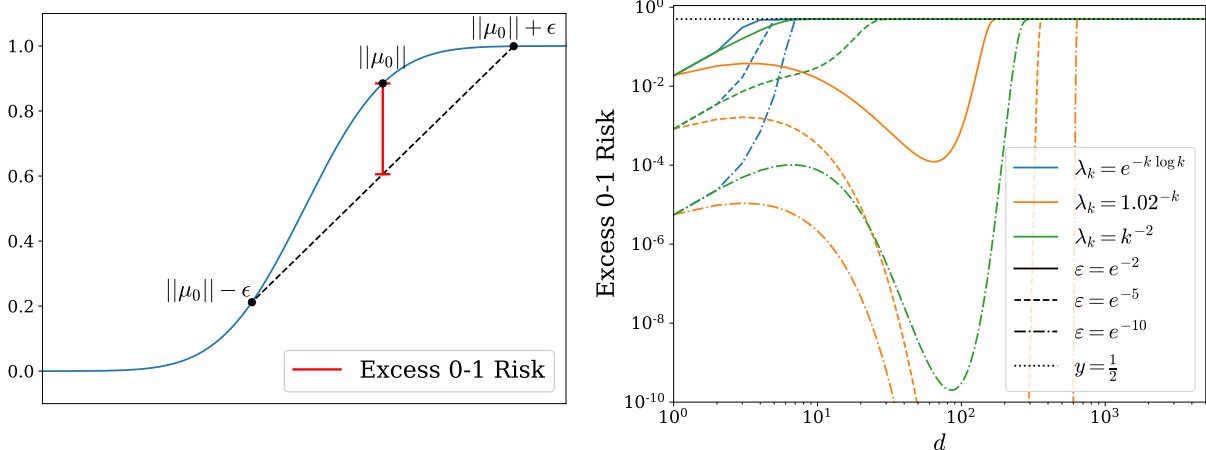 1.0
0.8
0.6
0.4
0.2
0.0
||μ₀|| + ϵ
||μ₀||
||μ₀|| − ϵ
Excess 0-1 Risk
Excess 0-1 Risk
10⁰
10⁻²
10⁻⁴
10⁻⁶
10⁻⁸
10⁻¹⁰
λₖ = e^{−k log k}
λₖ = 1.02^{−k}
λₖ = k⁻²
ε = e⁻²
ε = e⁻⁵
ε = e⁻¹⁰
y = 1/2
10⁰ 10¹ 10² 10³
d